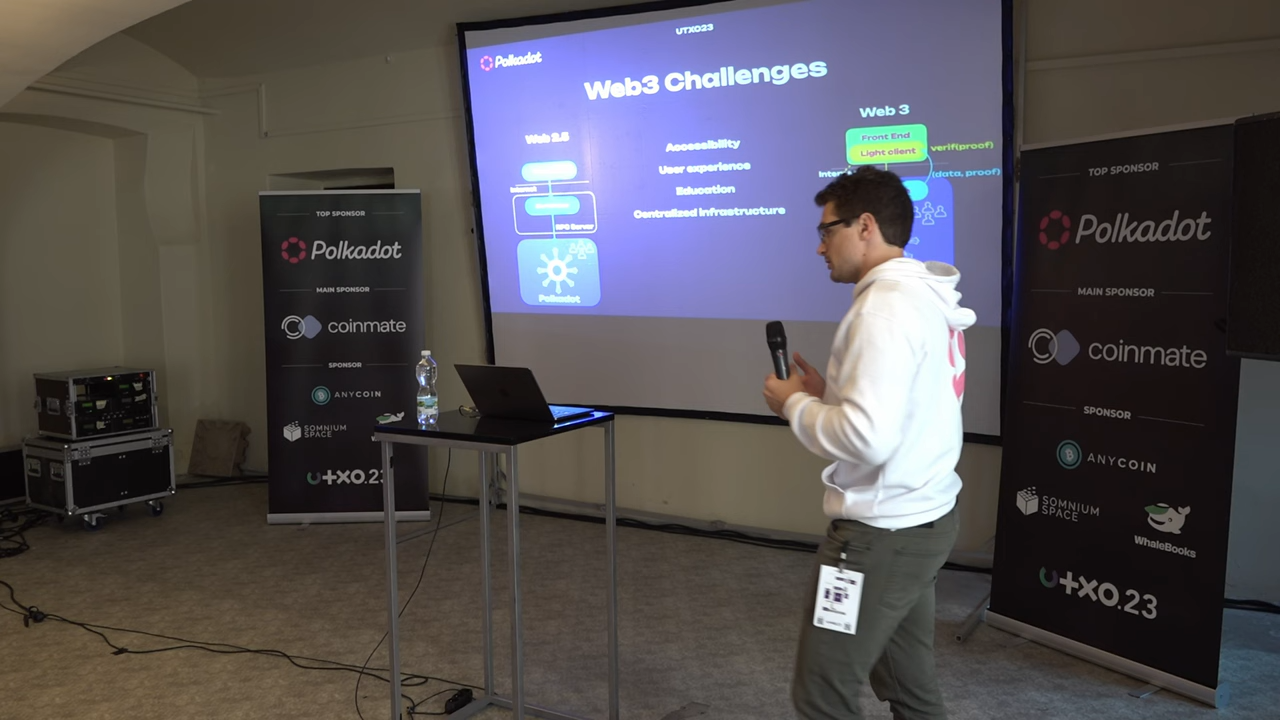 UTXO23
Polkadot
Web3 Challenges
Web 2.5
Internet
RPC Server
Polkadot
Accessibility
User experience
Education
Centralized Infrastructure
Web 3
Front End
Light client
verif(proof)
(data, proof)
TOP SPONSOR
Polkadot
MAIN SPONSOR
coinmate
SPONSOR
ANYCOIN
SOMNIUM
SPACE
TOP SPONSOR
Polkadot
MAIN SPONSOR
coinmate
SPONSOR
ANYCOIN
SOMNIUM
SPACE
WhaleBooks
utxo.23